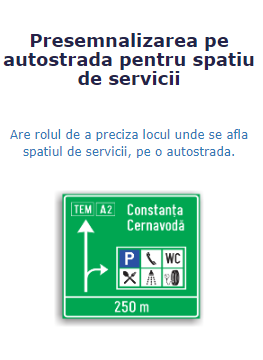 Presemnalizarea pe
autostrada pentru spatiu
de servicii
Are rolul de a preciza locul unde se afla
spatiul de servicii, pe o autostrada.
TEM A2
Constanța
Cernavodă
P WC
250 m